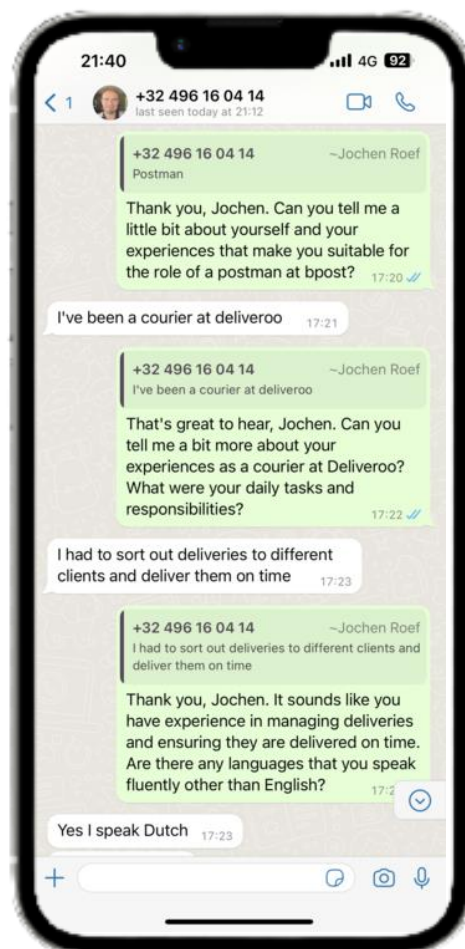 21:40
4G 92
1
+32 496 16 04 14
last seen today at 21:12
+32 496 16 04 14 ~Jochen Roef
Postman
Thank you, Jochen. Can you tell me a
little bit about yourself and your
experiences that make you suitable for
the role of a postman at bpost?
17:20
I've been a courier at deliveroo
17:21
+32 496 16 04 14 ~Jochen Roef
I've been a courier at deliveroo
That's great to hear, Jochen. Can you
tell me a bit more about your
experiences as a courier at Deliveroo?
What were your daily tasks and
responsibilities?
17:22
I had to sort out deliveries to different
clients and deliver them on time
17:23
+32 496 16 04 14 ~Jochen Roef
I had to sort out deliveries to different clients and
deliver them on time
Thank you, Jochen. It sounds like you
have experience in managing deliveries
and ensuring they are delivered on time.
Are there any languages that you speak
fluently other than English?
Yes I speak Dutch
17:23